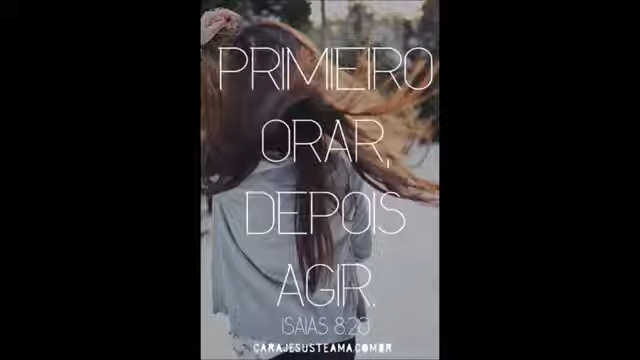 PRIMEIRO
ORAR,
DEPOIS
AGIR.
ISAIAS 8:20
CARAJESUSTEAMA.COM.BR